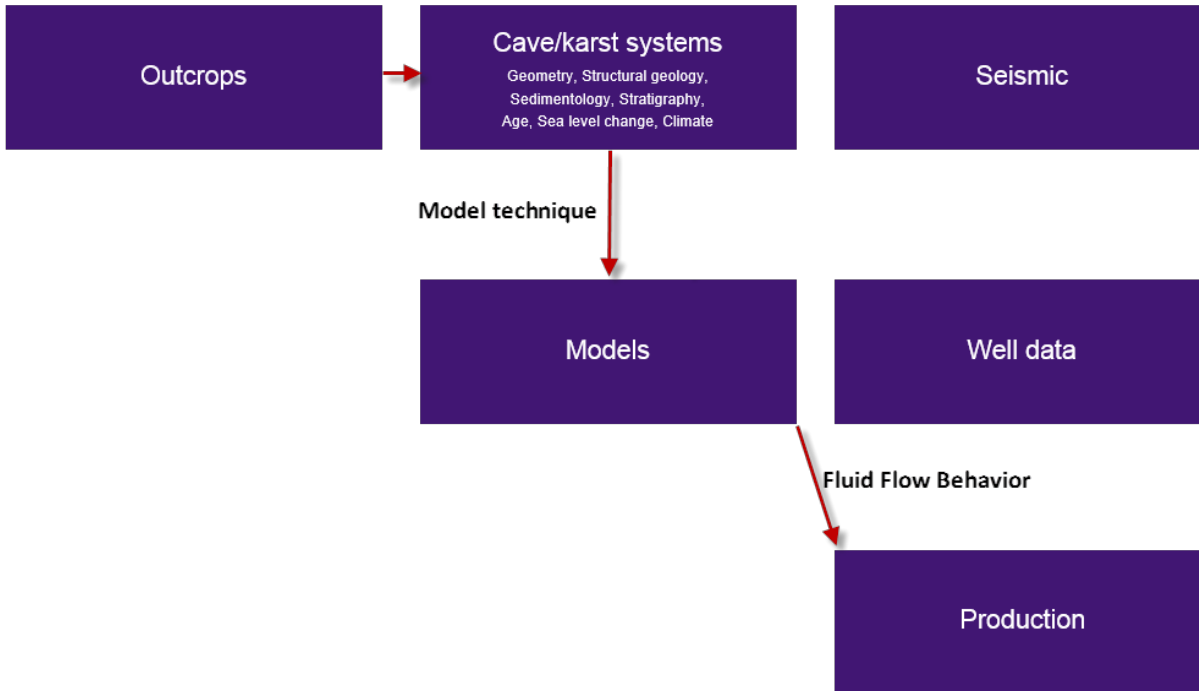 Outcrops
Cave/karst systems
Geometry, Structural geology,
Sedimentology, Stratigraphy,
Age, Sea level change, Climate
Seismic
Model technique
Models
Well data
Fluid Flow Behavior
Production